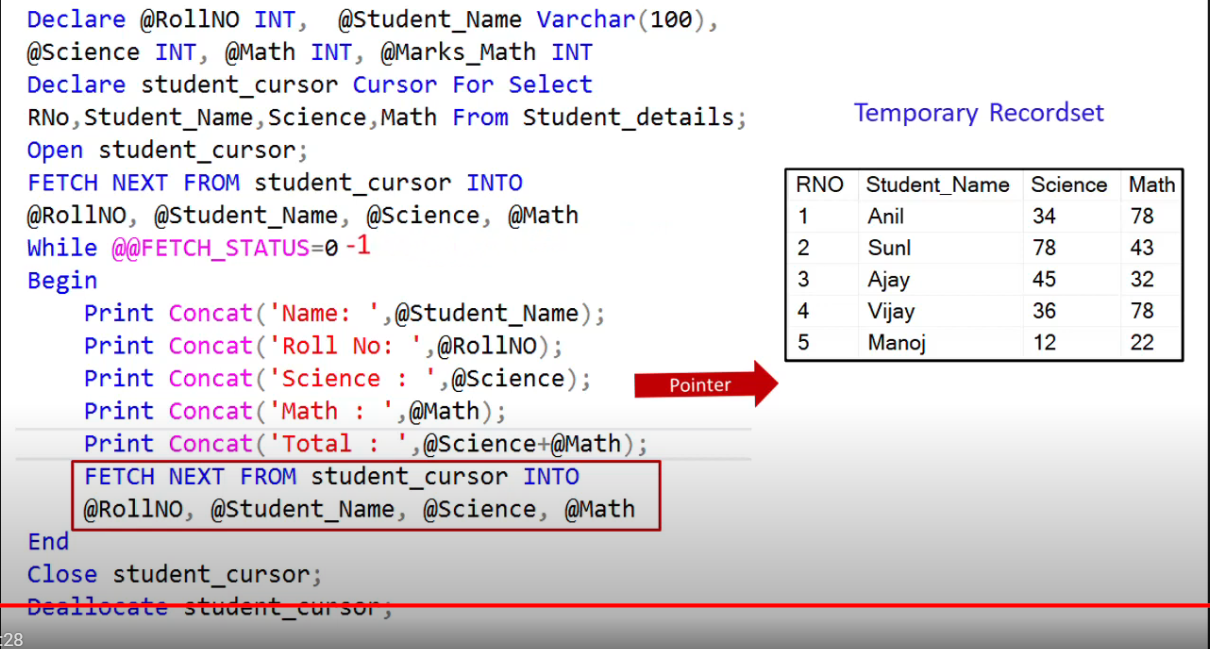 Declare @RollNO INT, @Student_Name Varchar(100),
@Science INT, @Math INT, @Marks_Math INT
Declare student_cursor Cursor For Select
RNo,Student_Name,Science,Math From Student_details;
Open student_cursor;
FETCH NEXT FROM student_cursor INTO
@RollNO, @Student_Name, @Science, @Math
While @@FETCH_STATUS=0 -1
Begin
Print Concat('Name: ',@Student_Name);
Print Concat('Roll No: ',@RollNO);
Print Concat('Science : ',@Science);
Print Concat('Math : ',@Math);
Print Concat('Total : ',@Science+@Math);
FETCH NEXT FROM student_cursor INTO
@RollNO, @Student_Name, @Science, @Math
End
Close student_cursor;
Deallocate student_cursor;
:28
Temporary Recordset
RNO Student_Name Science Math
1 Anil 34 78
2 Sunl 78 43
3 Ajay 45 32
4 Vijay 36 78
5 Manoj 12 22
Pointer